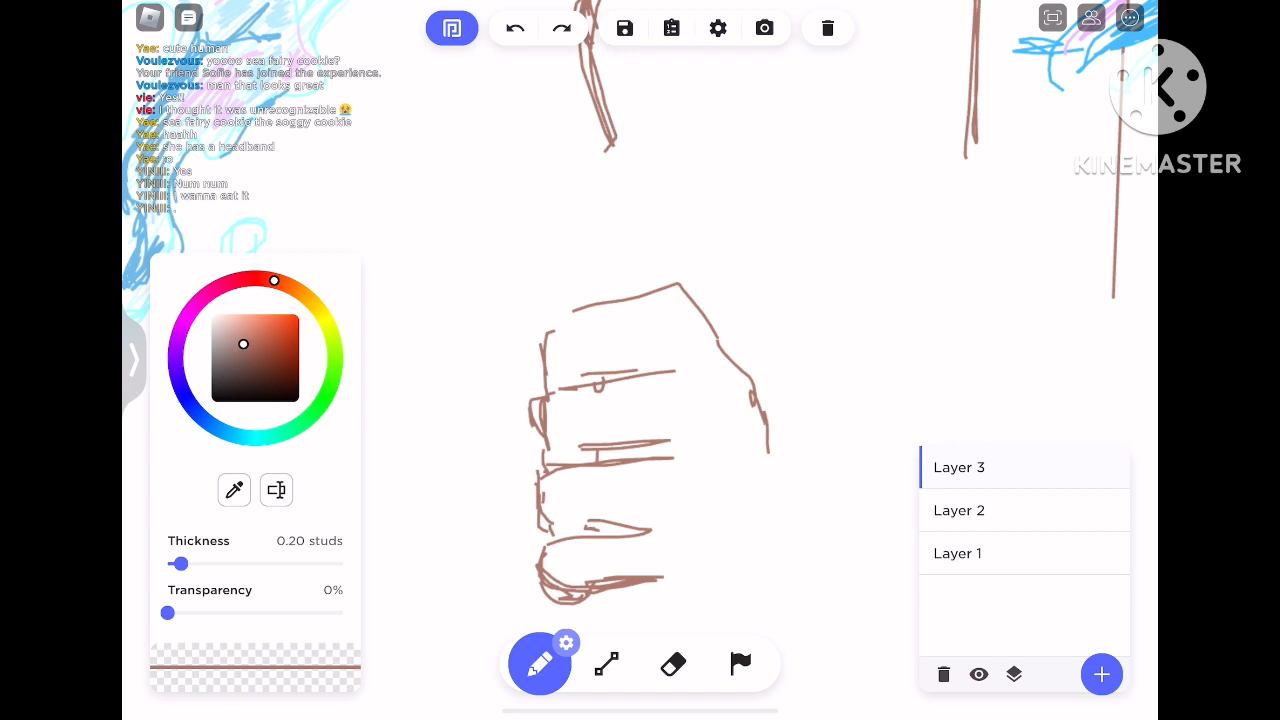 Yae: cute human
Voulezvous: yoooo sea fairy cookie?
Your friend Sofie has joined the experience.
Voulezvous: man that looks great
vie: Yes!!
vie: I thought it was unrecognizable 😭
Yae: sea fairy cookie the soggy cookie
Yae: haahh
Yae: she has a headband
Yae: :o
Yes
Num num
I wanna eat it
.
KINEMASTER
Layer 3
Layer 2
Layer 1
Thickness 0.20 studs
Transparency 0%